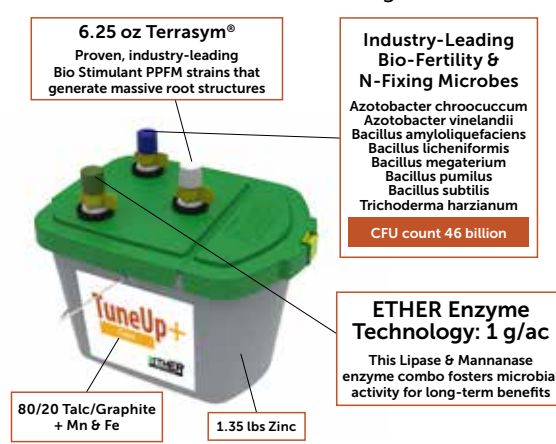 6.25 oz Terrasym®
Proven, industry-leading
Bio Stimulant PPFM strains that
generate massive root structures
Industry-Leading
Bio-Fertility &
N-Fixing Microbes
Azotobacter chroocuccum
Azotobacter vinelandii
Bacillus amyloliquefaciens
Bacillus licheniformis
Bacillus megaterium
Bacillus pumilus
Bacillus subtilis
Trichoderma harzianum
CFU count 46 billion
TuneUp+
ETHER
ETHER Enzyme
Technology: 1 g/ac
This Lipase & Mannanase
enzyme combo fosters microbial
activity for long-term benefits
80/20 Talc/Graphite
+ Mn & Fe
1.35 lbs Zinc